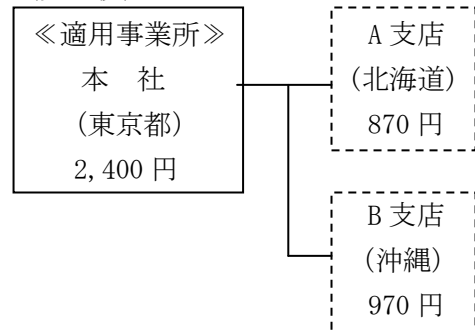 ≪適用事業所≫
本　社
（東京都）
2,400 円
A 支店
（北海道）
870 円
B 支店
（沖縄）
970 円